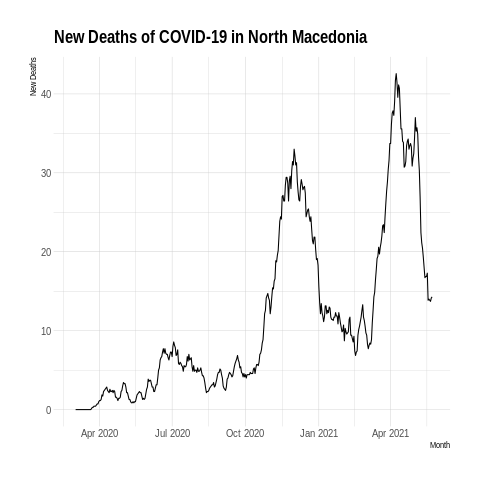 New Deaths of COVID-19 in North Macedonia
New Deaths
40
30
20
10
0
Apr 2020 Jul 2020 Oct 2020 Jan 2021 Apr 2021
Month